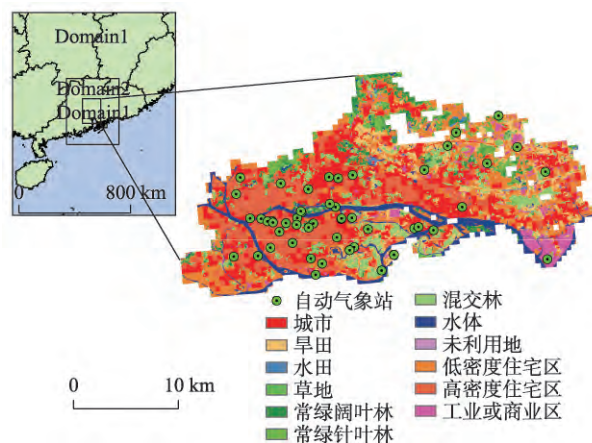 Domain1
Domain2
Domain1
0 800 km
自动气象站
城市
旱田
水田
草地
常绿阔叶林
常绿针叶林
混交林
水体
未利用地
低密度住宅区
高密度住宅区
工业或商业区
0 10 km